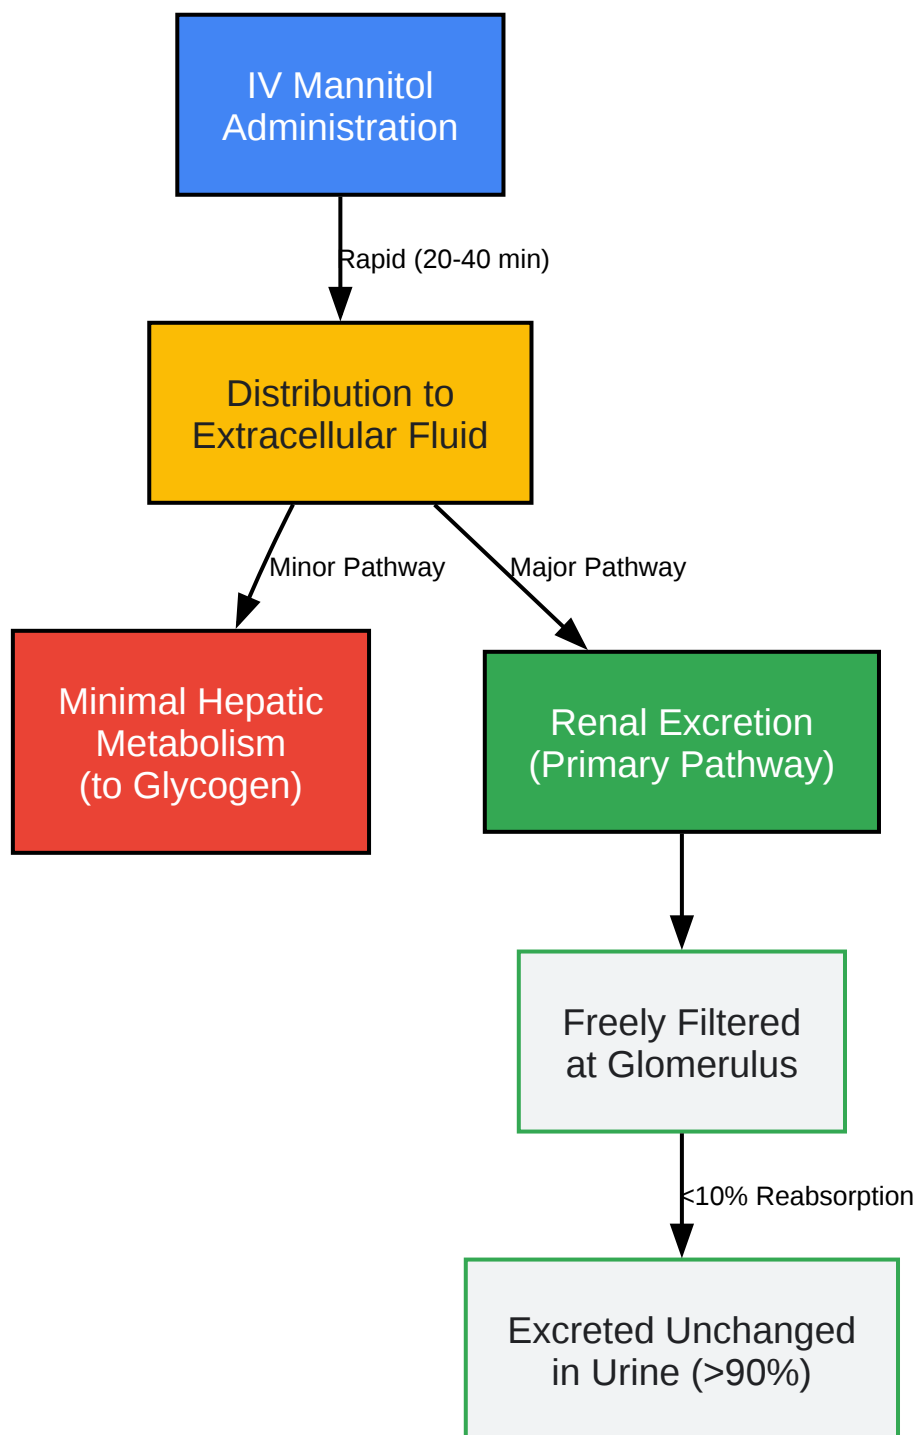 IV Mannitol
Administration
Rapid (20-40 min)
Distribution to
Extracellular Fluid
Minor Pathway
Major Pathway
Minimal Hepatic
Metabolism
(to Glycogen)
Renal Excretion
(Primary Pathway)
Freely Filtered
at Glomerulus
<10% Reabsorption
Excreted Unchanged
in Urine (>90%)